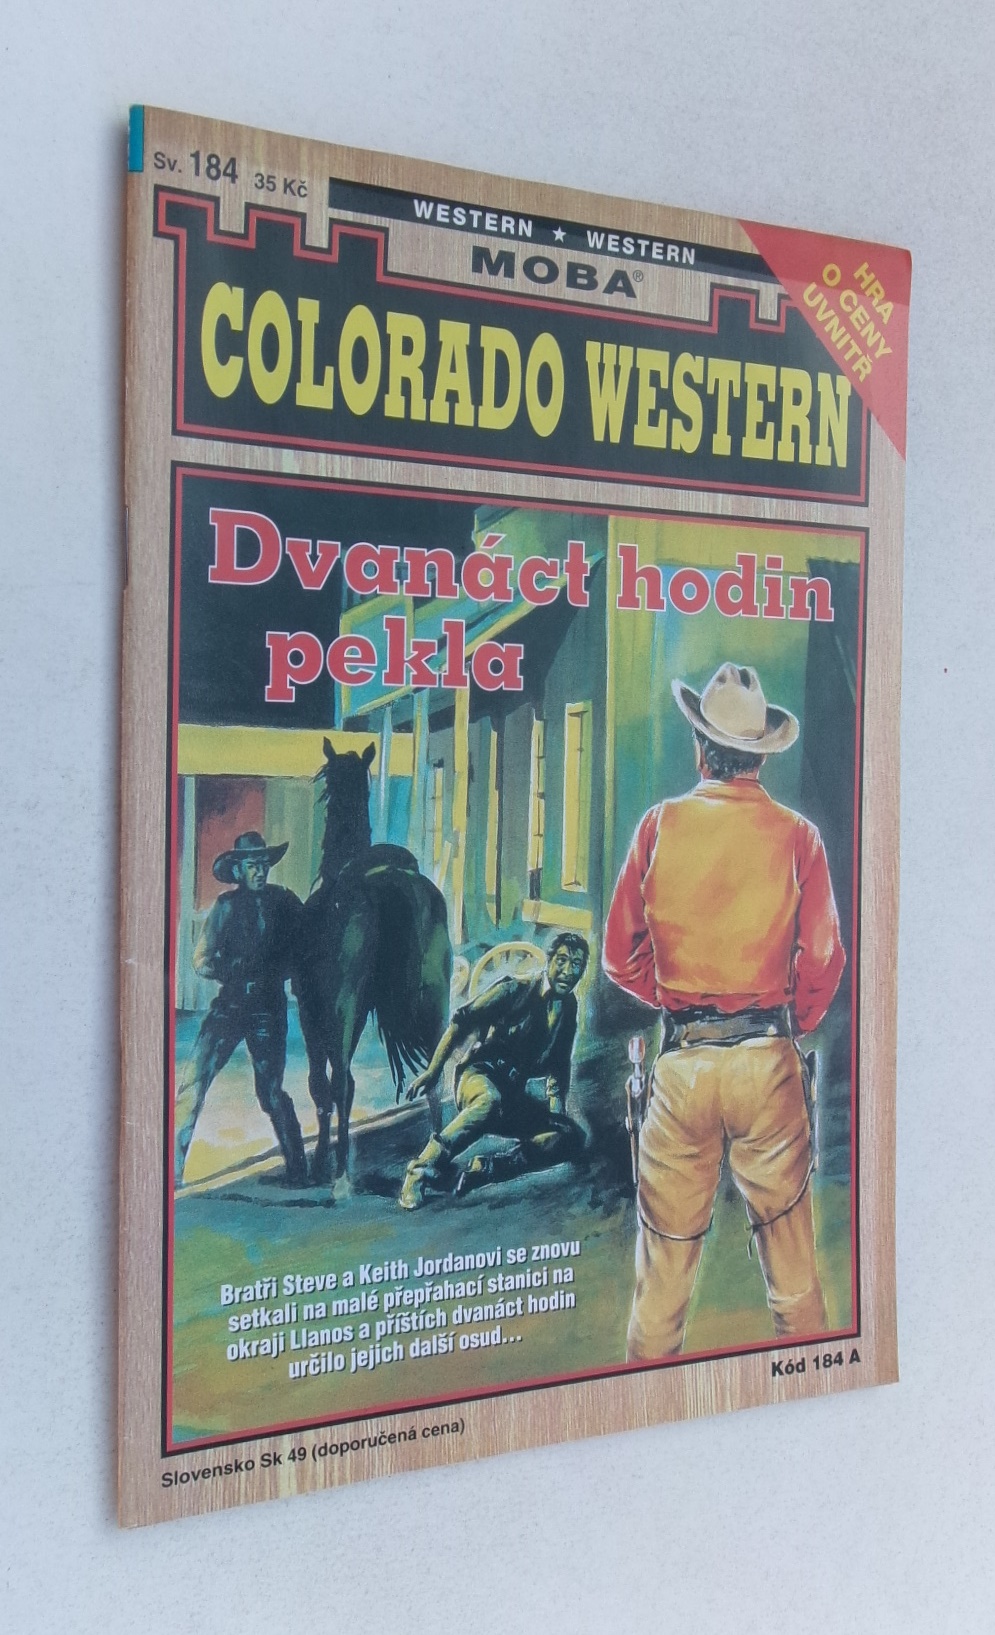 Sv. 184 35 Kč
WESTERN ★ WESTERN
MOBA®
HRA
O CENY
UVNITŘ
COLORADO WESTERN
Dvanáct hodin
pekla
Bratři Steve a Keith Jordanovi se znovu
setkali na malé přepřahací stanici na
okraji Llanos a příštích dvanáct hodin
určilo jejich další osud...
Kód 184 A
Slovensko Sk 49 (doporučená cena)